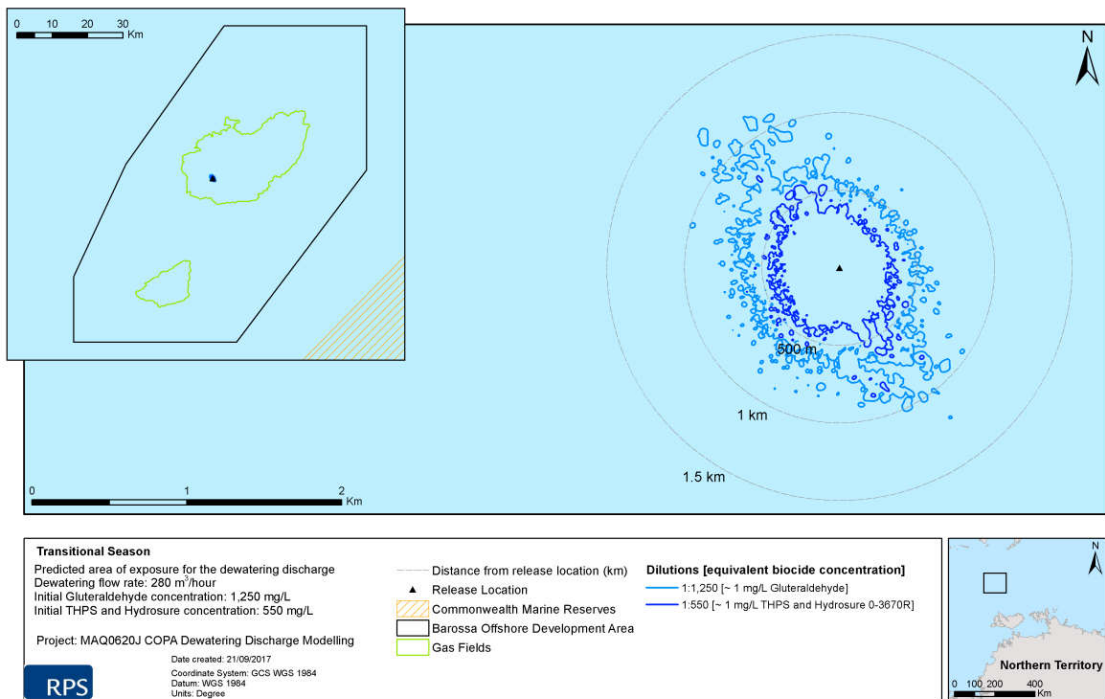 0 10 20 30
Km
N
500 m
1 km
1.5 km
0 1 2
Km
Transitional Season
Predicted area of exposure for the dewatering discharge
Dewatering flow rate: 280 m³/hour
Initial Gluteraldehyde concentration: 1,250 mg/L
Initial THPS and Hydrosure concentration: 550 mg/L
Project: MAQ0620J COPA Dewatering Discharge Modelling
Date created: 21/09/2017
Coordinate System: GCS WGS 1984
Datum: WGS 1984
Units: Degree
RPS
Distance from release location (km)
Release Location
Commonwealth Marine Reserves
Barossa Offshore Development Area
Gas Fields
Dilutions [equivalent biocide concentration]
1:1,250 [~ 1 mg/L Gluteraldehyde]
1:550 [~ 1 mg/L THPS and Hydrosure 0-3670R]
N
Northern Territory
0 100 200 400
Km